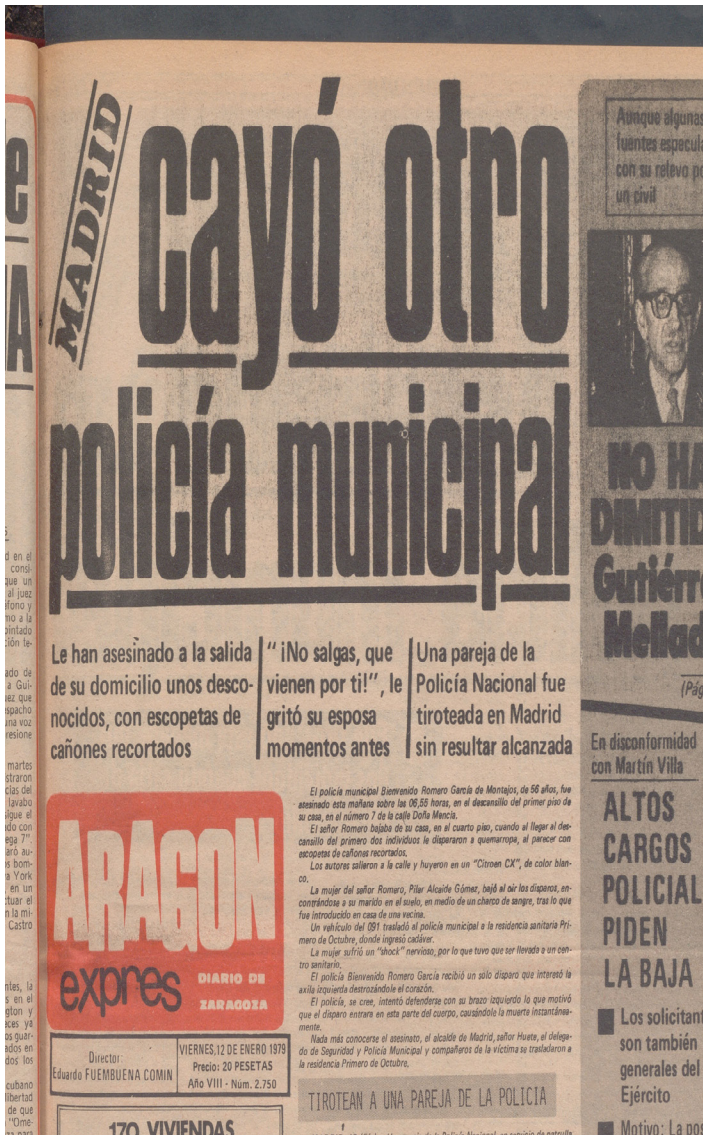 MADRID
cayó otro
policía municipal
Le han asesinado a la salida
de su domicilio unos desco-
nocidos, con escopetas de
cañones recortados
“ ¡No salgas, que
vienen por ti!”, le
gritó su esposa
momentos antes
Una pareja de la
Policía Nacional fue
tiroteada en Madrid
sin resultar alcanzada
El policía municipal Bienvenido Romero García de Montajos, de 56 años, fue
asesinado esta mañana sobre las 06,55 horas, en el descansillo del primer piso de
su casa, en el número 7 de la calle Doña Mencia.
El señor Romero bajaba de su casa, en el cuarto piso, cuando al llegar al des-
cansillo del primero dos individuos le dispararon a quemarropa, al parecer con
escopetas de cañones recortados.
Los autores salieron a la calle y huyeron en un "Citroen CX", de color blan-
co.
La mujer del señor Romero, Pilar Alcaide Gómez, bajó al oir los disparos, en-
contrándose a su marido en el suelo, en medio de un charco de sangre, tras lo que
fue introducido en casa de una vecina.
Un vehículo del 091 trasladó al policía municipal a la residencia sanitaria Pri-
mero de Octubre, donde ingresó cadáver.
La mujer sufrió un "shock" nervioso, por lo que tuvo que ser llevada a un cen-
tro sanitario.
El policía Bienvenido Romero García recibió un solo disparo que interesó la
axila izquierda destrozándole el corazón.
El policía, se cree, intentó defenderse con su brazo izquierdo lo que motivó
que el disparo entrara en esta parte del cuerpo, causándole la muerte instantánea-
mente.
Nada más conocerse el asesinato, el alcalde de Madrid, señor Huete, el delega-
do de Seguridad y Policía Municipal y compañeros de la víctima se trasladaron a
la residencia Primero de Octubre.
TIROTEAN A UNA PAREJA DE LA POLICIA
ARAGON
expres
DIARIO DE
ZARAGOZA
Director:
Eduardo FUEMBUENA COMIN
VIERNES, 12 DE ENERO 1979
Precio: 20 PESETAS
Año VIII - Núm. 2.750
170 VIVIENDAS
Aunque algunas
fuentes especula
con su relevo po
un civil
NO HA
DIMITID
Gutiérre
Mellad
(Pág
En disconformidad
con Martín Villa
ALTOS
CARGOS
POLICIAL
PIDEN
LA BAJA
Los solicitant
son también
generales del
Ejército
Motivo: La pos